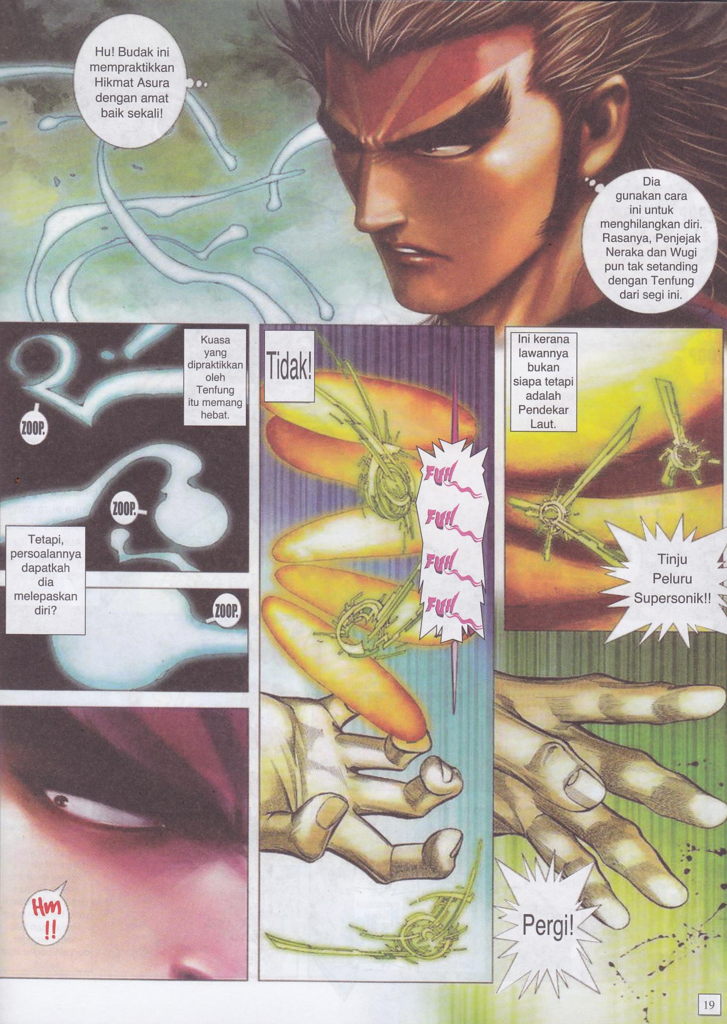 Hu! Budak ini
mempraktikkan
Hikmat Asura
dengan amat
baik sekali!
Dia
gunakan cara
ini untuk
menghilangkan diri.
Rasanya, Penjejak
Neraka dan Wugi
pun tak setanding
dengan Tenfung
dari segi ini.
Kuasa
yang
dipraktikkan
oleh
Tenfung
itu memang
hebat.
ZOOP.
ZOOP.
Tetapi,
persoalannya
dapatkah
dia
melepaskan
diri?
ZOOP.
Hm
!!
Tidak!
FUH
FUH
FUH
FUH
Ini kerana
lawannya
bukan
siapa tetapi
adalah
Pendekar
Laut.
Tinju
Peluru
Supersonik!!
Pergi!
19